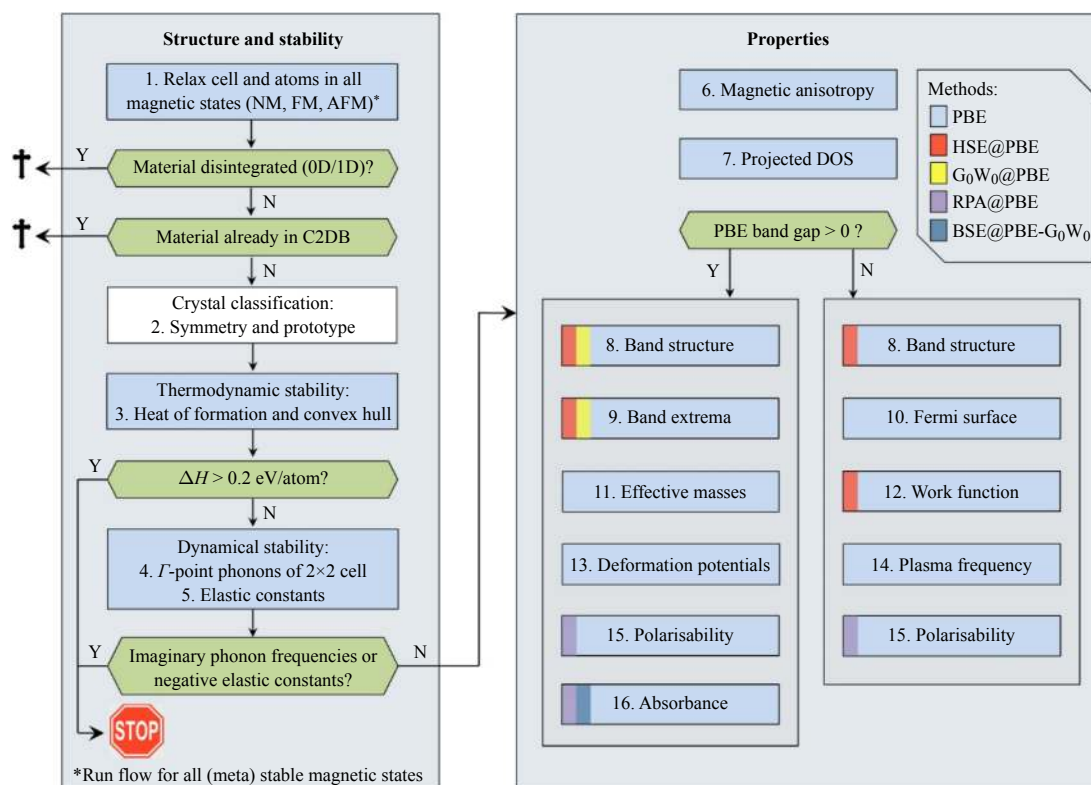 Structure and stability
1. Relax cell and atoms in all
magnetic states (NM, FM, AFM)*
Y
Material disintegrated (0D/1D)?
N
Y
Material already in C2DB
N
Crystal classification:
2. Symmetry and prototype
Thermodynamic stability:
3. Heat of formation and convex hull
Y
ΔH > 0.2 eV/atom?
N
Dynamical stability:
4. Γ-point phonons of 2×2 cell
5. Elastic constants
Y
Imaginary phonon frequencies or
negative elastic constants?
N
STOP
*Run flow for all (meta) stable magnetic states
Properties
6. Magnetic anisotropy
7. Projected DOS
PBE band gap > 0 ?
Y
N
Methods:
PBE
HSE@PBE
G₀W₀@PBE
RPA@PBE
BSE@PBE-G₀W₀
8. Band structure
9. Band extrema
11. Effective masses
13. Deformation potentials
15. Polarisability
16. Absorbance
8. Band structure
10. Fermi surface
12. Work function
14. Plasma frequency
15. Polarisability